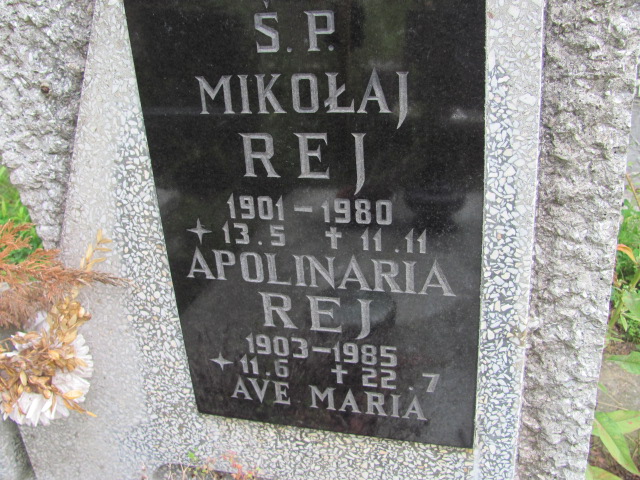 Ś.P.
MIKOŁAJ
REJ
1901-1980
13.5 ✝ 11.11
APOLINARIA
REJ
1903-1985
11.6 ✝ 22.7
AVE MARIA